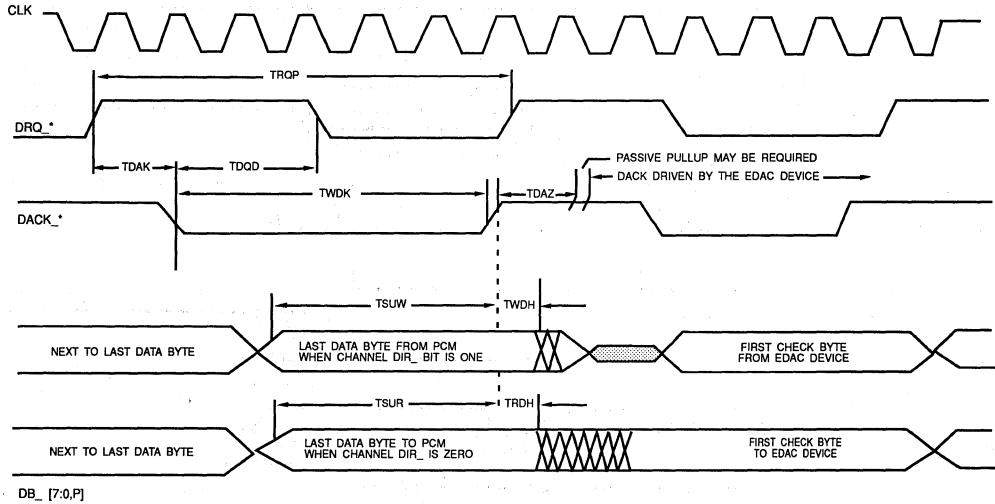 CLK
TRQP
DRQ_*
TDAK
TDQD
PASSIVE PULLUP MAY BE REQUIRED
DACK DRIVEN BY THE EDAC DEVICE
TWDK
TDAZ
DACK_*
TSUW
TWDH
NEXT TO LAST DATA BYTE
LAST DATA BYTE FROM PCM
WHEN CHANNEL DIR_ BIT IS ONE
FIRST CHECK BYTE
FROM EDAC DEVICE
TSUR
TRDH
NEXT TO LAST DATA BYTE
LAST DATA BYTE TO PCM
WHEN CHANNEL DIR_ IS ZERO
FIRST CHECK BYTE
TO EDAC DEVICE
DB_ [7:0,P]